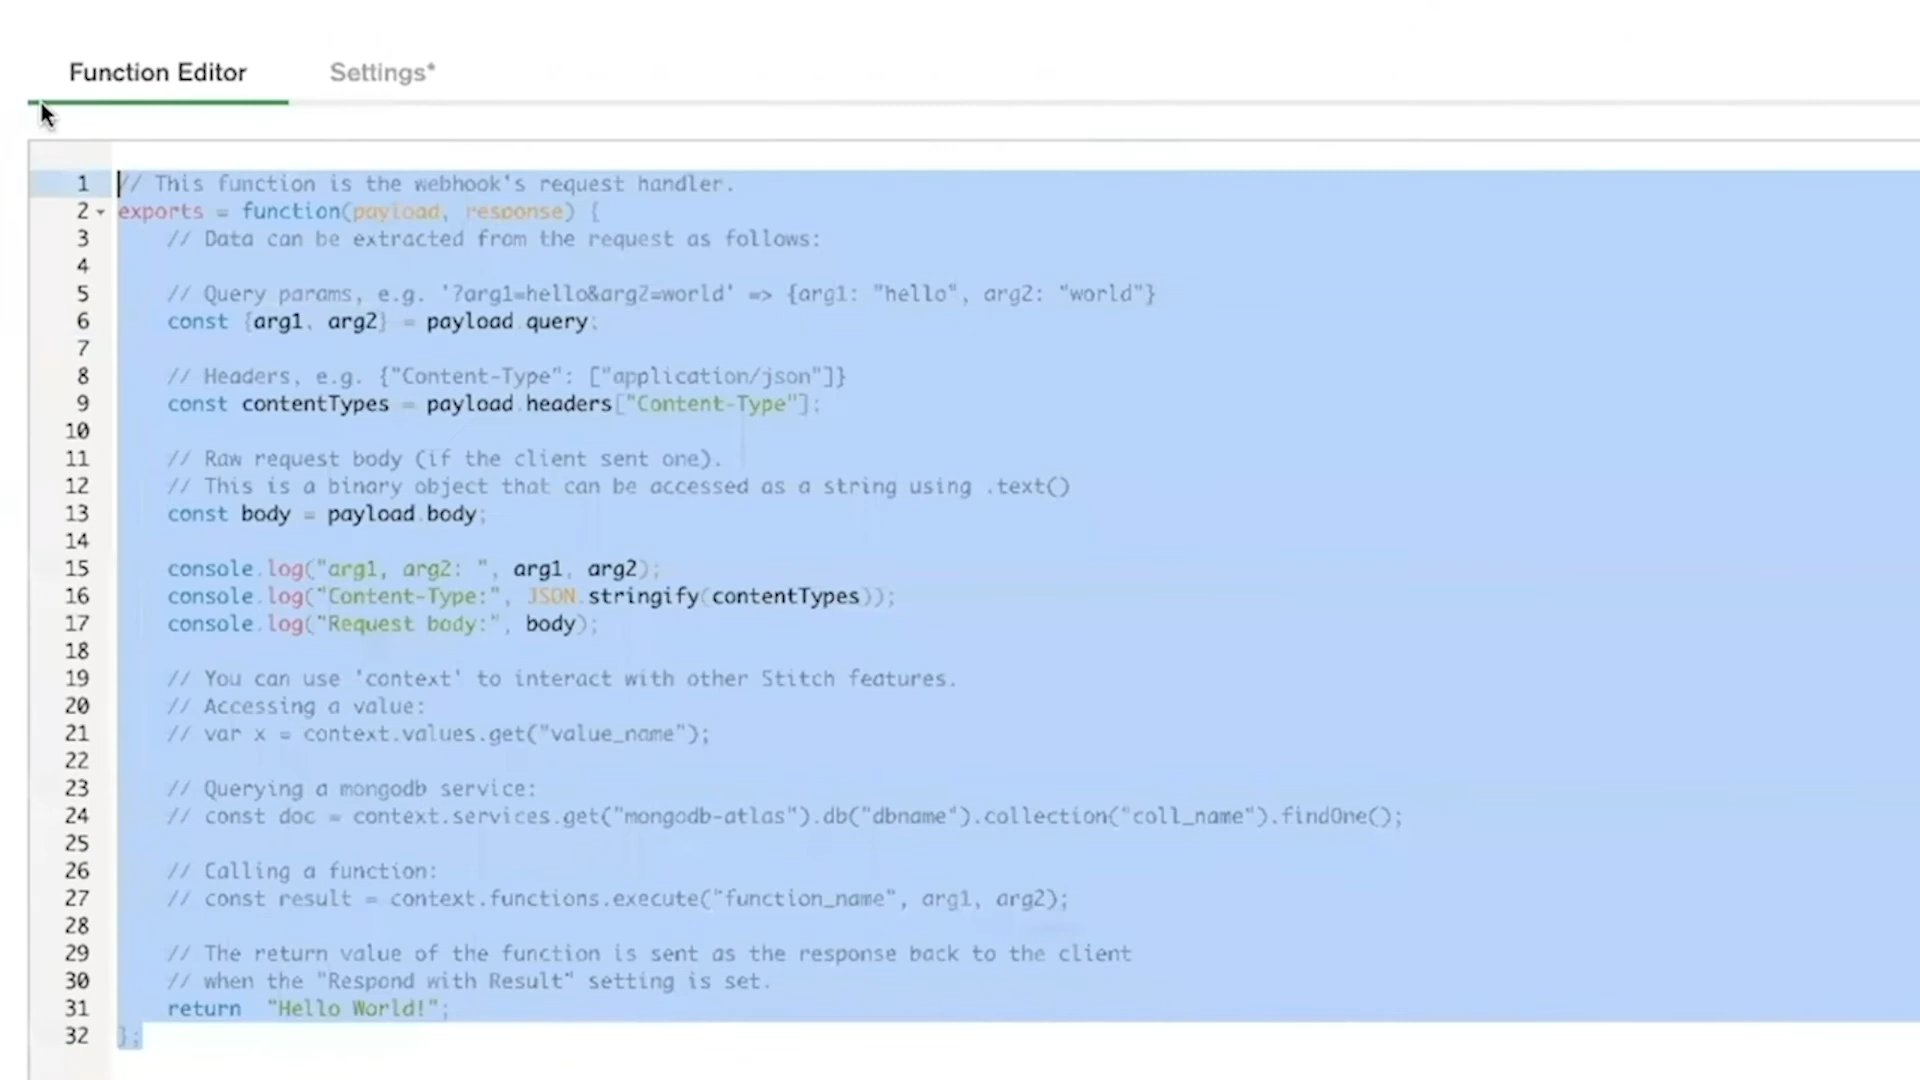 Function Editor Settings*
1 // This function is the webhook's request handler.
2 exports = function(payload, response) {
3 // Data can be extracted from the request as follows:
4
5 // Query params, e.g. '?arg1=hello&arg2=world' => {arg1: "hello", arg2: "world"}
6 const {arg1, arg2} = payload.query;
7
8 // Headers, e.g. {"Content-Type": ["application/json"]}
9 const contentTypes = payload.headers["Content-Type"];
10
11 // Raw request body (if the client sent one).
12 // This is a binary object that can be accessed as a string using .text()
13 const body = payload.body;
14
15 console.log("arg1, arg2: ", arg1, arg2);
16 console.log("Content-Type:", JSON.stringify(contentTypes));
17 console.log("Request body:", body);
18
19 // You can use 'context' to interact with other Stitch features.
20 // Accessing a value:
21 // var x = context.values.get("value_name");
22
23 // Querying a mongodb service:
24 // const doc = context.services.get("mongodb-atlas").db("dbname").collection("coll_name").findOne();
25
26 // Calling a function:
27 // const result = context.functions.execute("function_name", arg1, arg2);
28
29 // The return value of the function is sent as the response back to the client
30 // when the "Respond with Result" setting is set.
31 return "Hello World!";
32 };